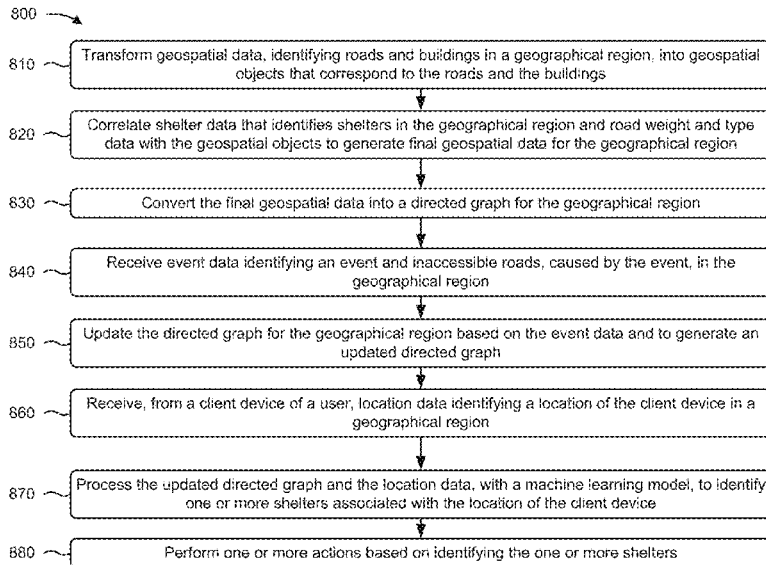 800
810
Transform geospatial data, identifying roads and buildings in a geographical region, into geospatial
objects that correspond to the roads and the buildings
820
Correlate shelter data that identifies shelters in the geographical region and road weight and type
data with the geospatial objects to generate final geospatial data for the geographical region
830
Convert the final geospatial data into a directed graph for the geographical region
840
Receive event data identifying an event and inaccessible roads, caused by the event, in the
geographical region
850
Update the directed graph for the geographical region based on the event data and to generate an
updated directed graph
860
Receive, from a client device of a user, location data identifying a location of the client device in a
geographical region
870
Process the updated directed graph and the location data, with a machine learning model, to identify
one or more shelters associated with the location of the client device
880
Perform one or more actions based on identifying the one or more shelters